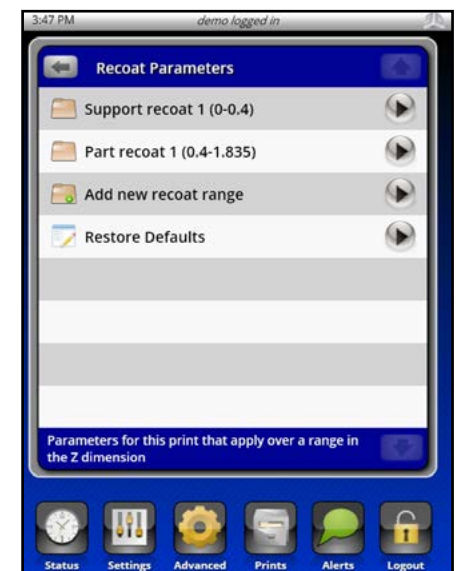 3:47 PM demo logged in
Recoat Parameters
Support recoat 1 (0-0.4)
Part recoat 1 (0.4-1.835)
Add new recoat range
Restore Defaults
Parameters for this print that apply over a range in
the Z dimension
Status Settings Advanced Prints Alerts Logout